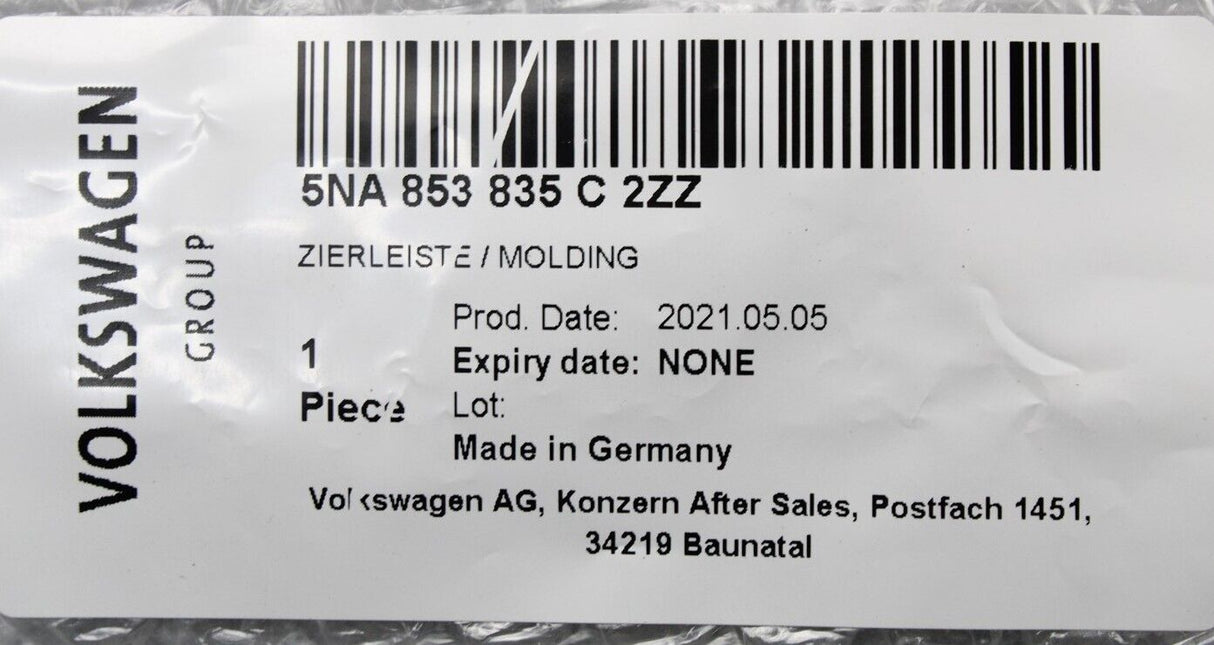 VOLKSWAGEN
GROUP
5NA 853 835 C 2ZZ
ZIERLEISTE / MOLDING
Prod. Date: 2021.05.05
1
Expiry date: NONE
Piece
Lot:
Made in Germany
Volkswagen AG, Konzern After Sales, Postfach 1451,
34219 Baunatal